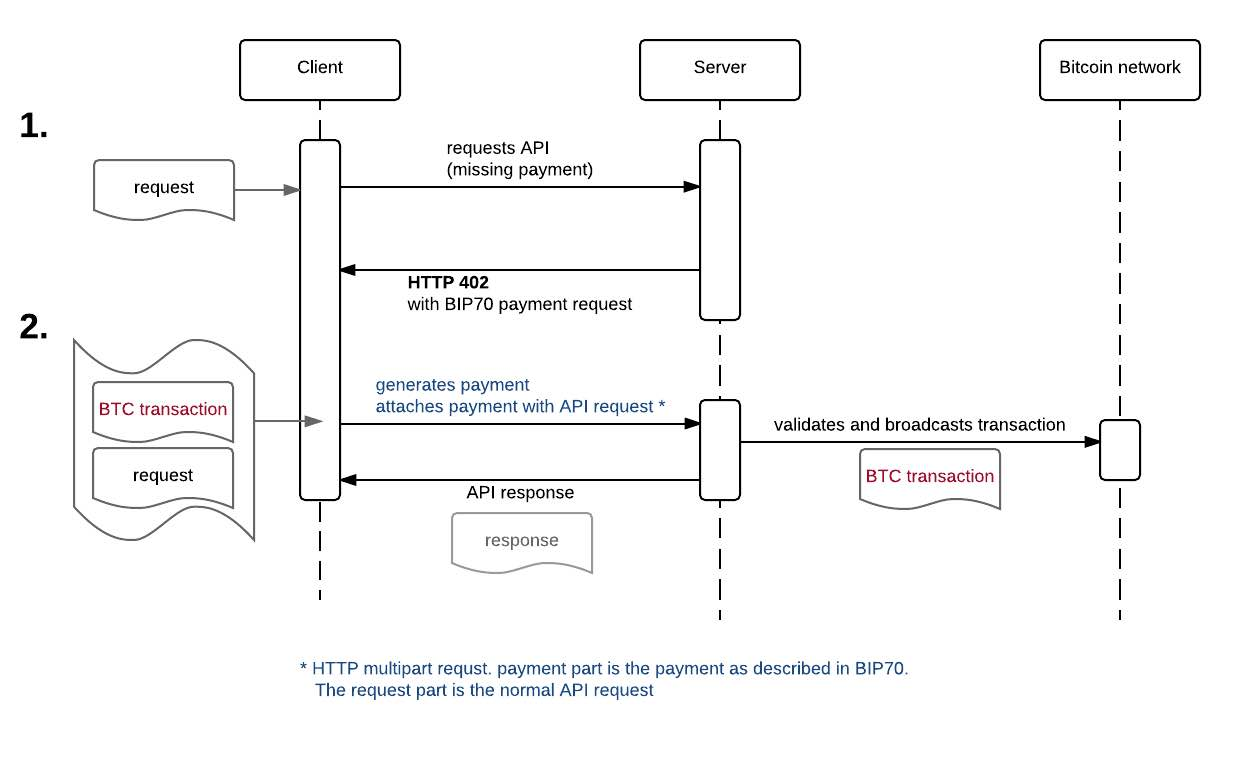 Client
Server
Bitcoin network
1.
requests API
(missing payment)
request
HTTP 402
with BIP70 payment request
2.
generates payment
attaches payment with API request *
BTC transaction
validates and broadcasts transaction
request
BTC transaction
API response
response
* HTTP multipart requst. payment part is the payment as described in BIP70.
The request part is the normal API request